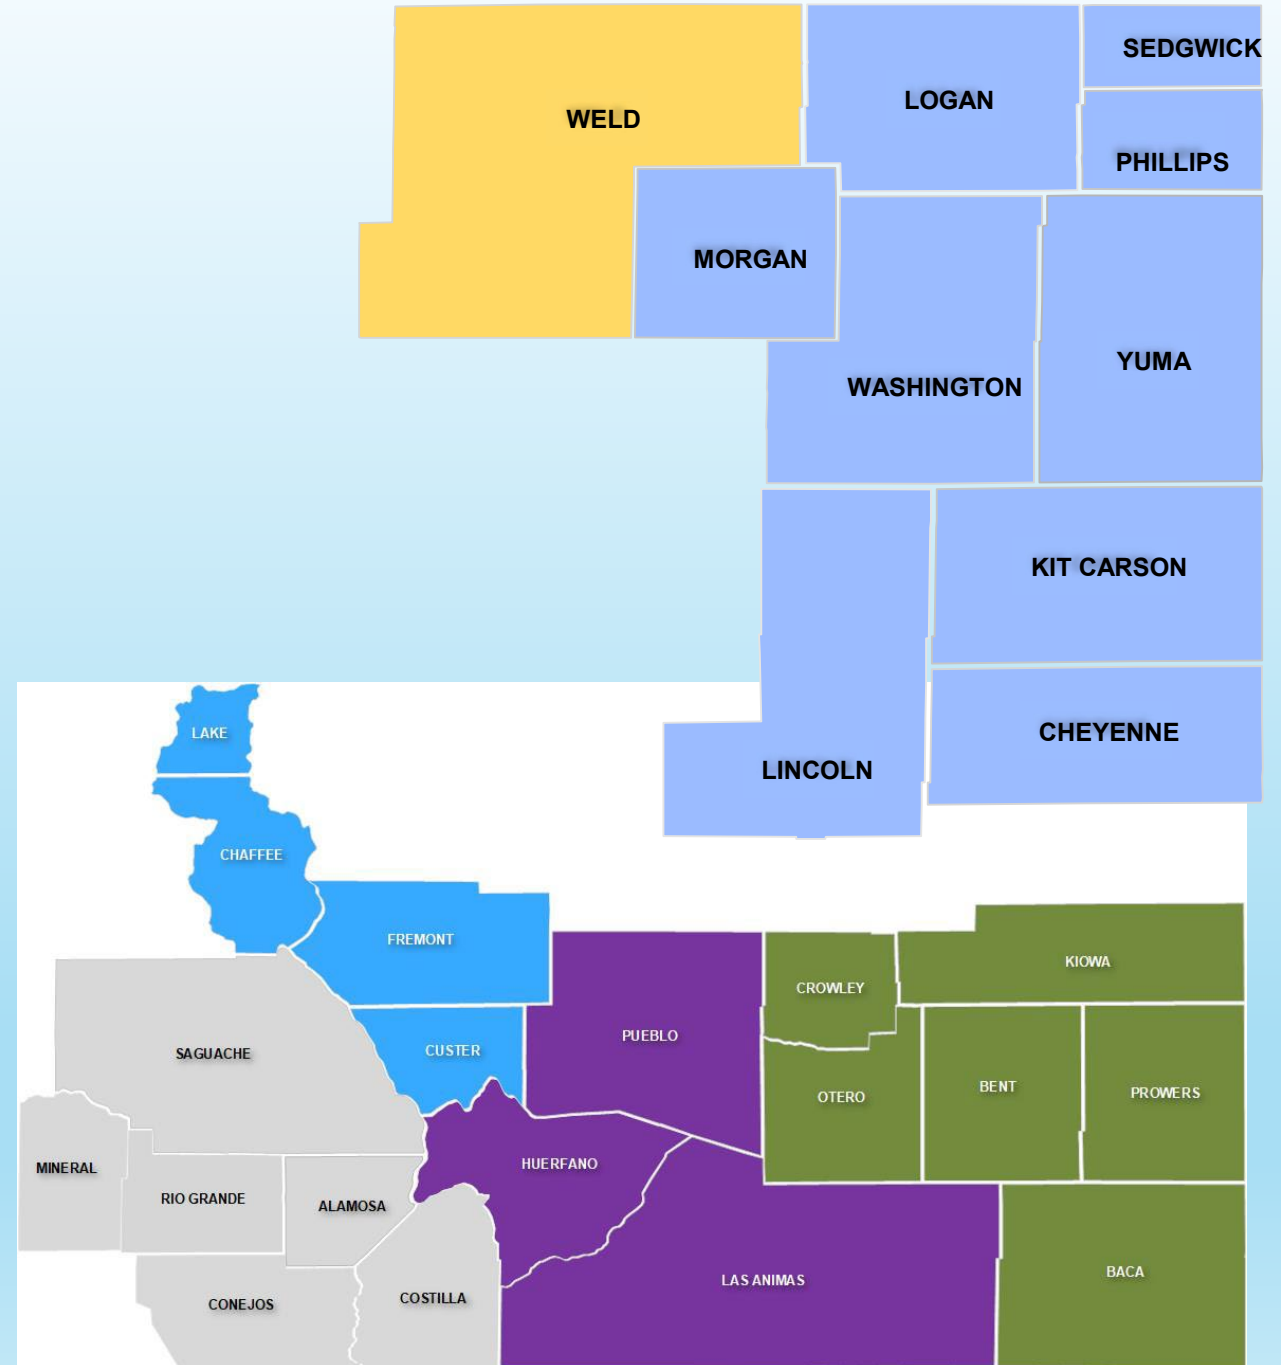 SEDGWICK
LOGAN
WELD
PHILLIPS
MORGAN
YUMA
WASHINGTON
KIT CARSON
CHEYENNE
LINCOLN
LAKE
CHAFFEE
FREMONT
KIOWA
CROWLEY
PUEBLO
CUSTER
SAGUACHE
BENT
PROWERS
OTERO
HUERFANO
MINERAL
RIO GRANDE
ALAMOSA
BACA
LAS ANIMAS
COSTILLA
CONEJOS